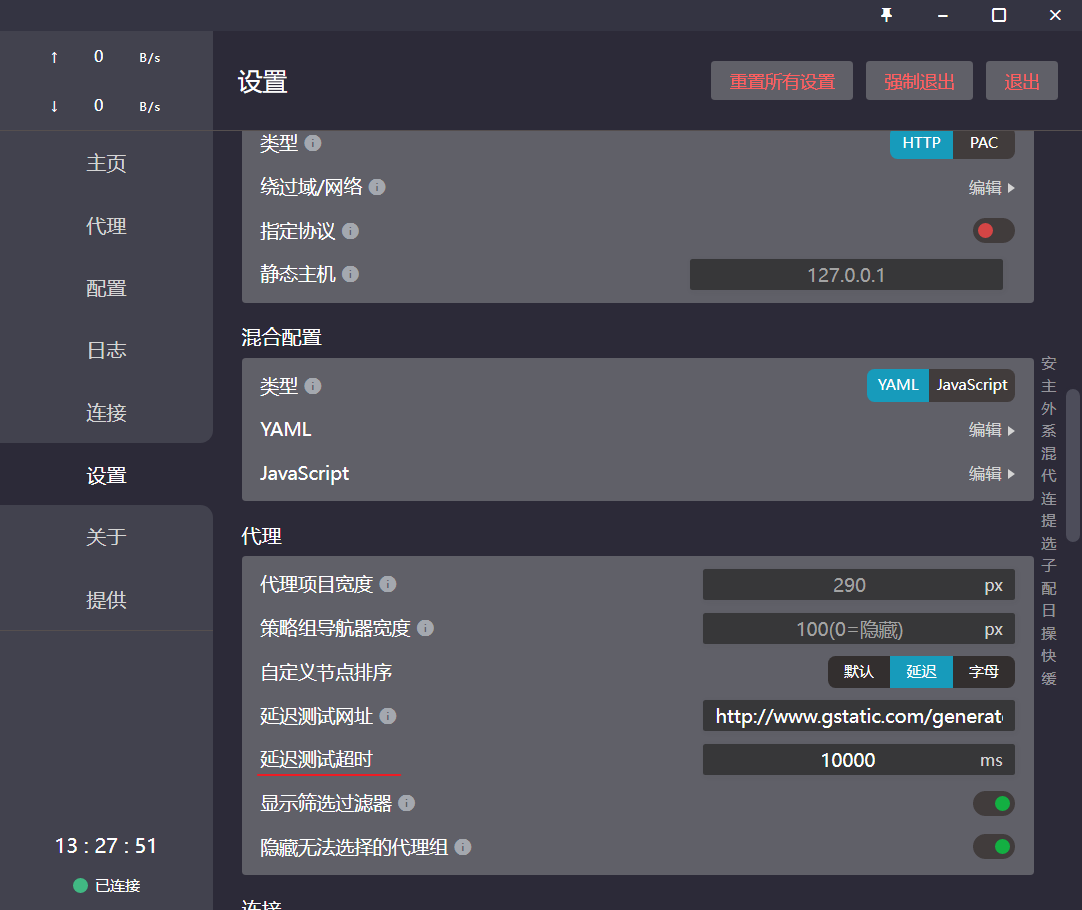 ↑ 0 B/s
↓ 0 B/s
主页
代理
配置
日志
连接
设置
关于
提供
13 : 27 : 51
已连接
设置 重置所有设置 强制退出 退出
类型 HTTP PAC
绕过域/网络 编辑
指定协议
静态主机 127.0.0.1
混合配置
类型 YAML JavaScript
YAML 编辑
JavaScript 编辑
代理
代理项目宽度 290 px
策略组导航器宽度 100(0=隐藏) px
自定义节点排序 默认 延迟 字母
延迟测试网址 http://www.gstatic.com/generat
延迟测试超时 10000 ms
显示筛选过滤器
隐藏无法选择的代理组
连接
安
主
外
系
混
代
连
提
选
子
配
日
操
快
缓